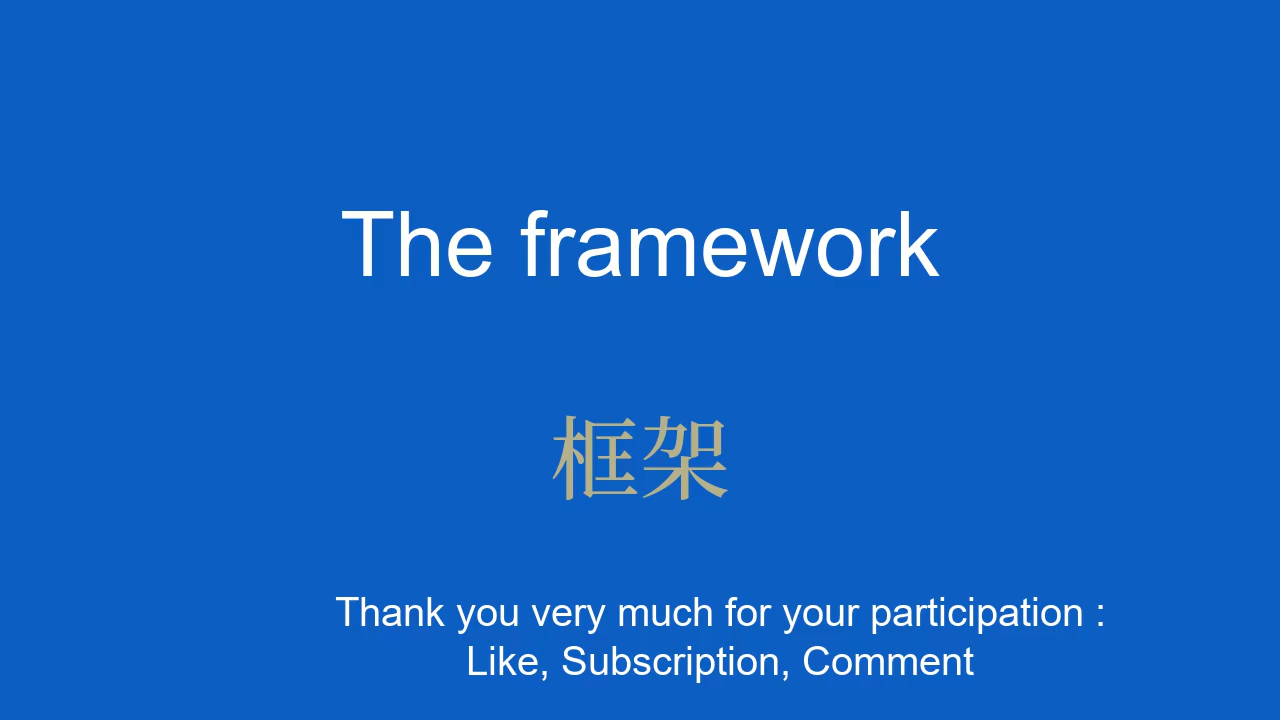 The framework
框架
Thank you very much for your participation :
Like, Subscription, Comment